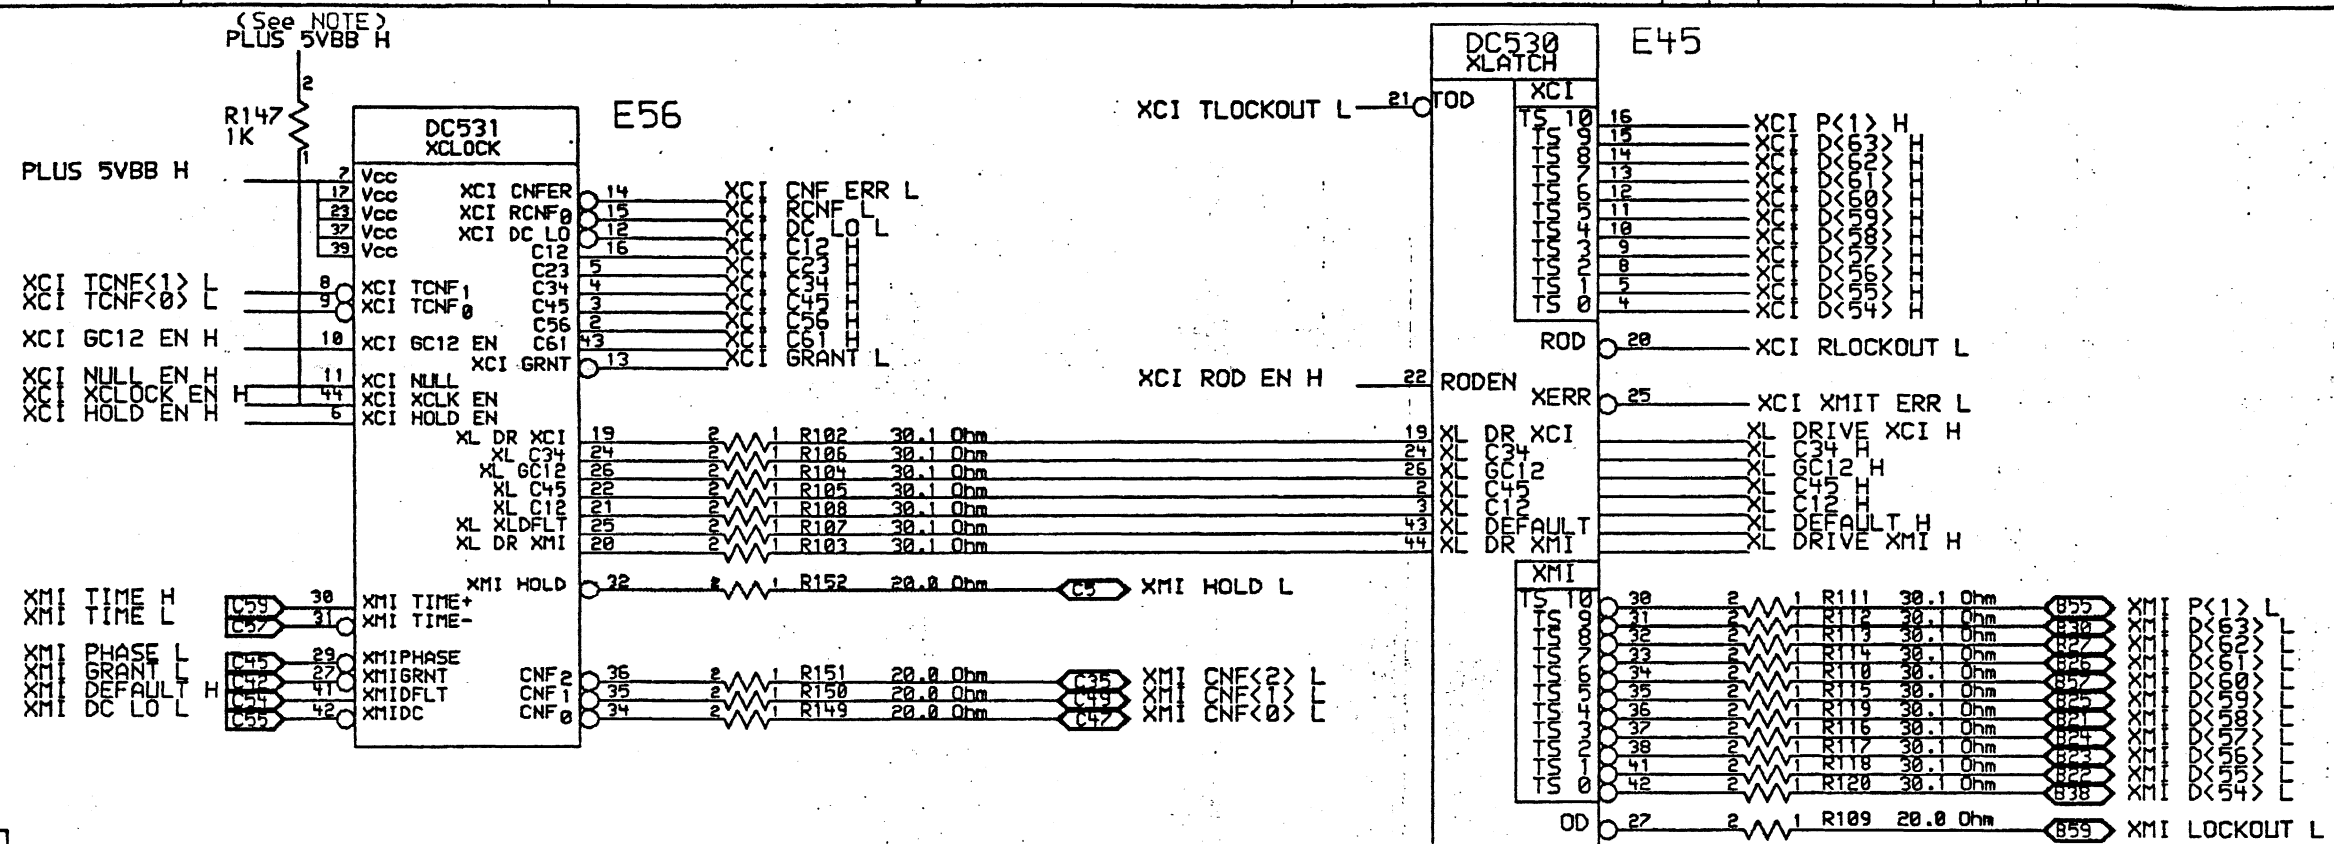 (See NOTE)
PLUS 5VBB H
2
R147
1K
1
E56
DC531
XCLOCK
PLUS 5VBB H
7 Vcc
17 Vcc
23 Vcc
37 Vcc
39 Vcc
XCI CNFER 14 XCI CNF ERR L
XCI RCNF0 15 XCI RCNF L
XCI DC LO 12 XCI DC LO L
C12 16 XCI C12 H
C23 5 XCI C23 H
C34 4 XCI C34 H
C45 3 XCI C45 H
C56 2 XCI C56 H
C61 43 XCI C61 H
XCI GRNT 13 XCI GRANT L
XCI TCNF<1> L 8 XCI TCNF1
XCI TCNF<0> L 9 XCI TCNF0
XCI GC12 EN H 10 XCI GC12 EN
XCI NULL EN H 11 XCI NULL
XCI XCLOCK EN H 44 XCI XCLK EN
XCI HOLD EN H 6 XCI HOLD EN
XL DR XCI 19 2 1 R102 30.1 Ohm
XL C34 24 2 1 R106 30.1 Ohm
XL GC12 26 2 1 R104 30.1 Ohm
XL C45 22 2 1 R105 30.1 Ohm
XL C12 21 2 1 R108 30.1 Ohm
XL XLDFLT 25 2 1 R107 30.1 Ohm
XL DR XMI 20 2 1 R103 30.1 Ohm
XMI HOLD 32 2 1 R152 20.0 Ohm C5 XMI HOLD L
XMI TIME H C59 30 XMI TIME+
XMI TIME L C57 31 XMI TIME-
XMI PHASE L C45 29 XMIPHASE
XMI GRANT L 27 XMIGRNT
XMI DEFAULT H C54 41 XMIDFLT
XMI DC LO L C55 42 XMIDC
CNF2 36 2 1 R151 20.0 Ohm C35 XMI CNF<2> L
CNF1 35 2 1 R150 20.0 Ohm XMI CNF<1> L
CNF0 34 2 1 R149 20.0 Ohm C47 XMI CNF<0> L
E45
DC530
XLATCH
XCI TLOCKOUT L 21 TOD
XCI
TS 10 16 XCI P<1> H
TS 9 15 XCI D<63> H
TS 8 14 XCI D<62> H
TS 7 13 XCI D<61> H
TS 6 12 XCI D<60> H
TS 5 11 XCI D<59> H
TS 4 10 XCI D<58> H
TS 3 9 XCI D<57> H
TS 2 8 XCI D<56> H
TS 1 5 XCI D<55> H
TS 0 4 XCI D<54> H
ROD 20 XCI RLOCKOUT L
XCI ROD EN H 22 RODEN
XERR 25 XCI XMIT ERR L
19 XL DR XCI XL DRIVE XCI H
24 XL C34 XL C34 H
26 XL GC12 XL GC12 H
2 XL C45 XL C45 H
3 XL C12 XL C12 H
43 XL DEFAULT XL DEFAULT H
44 XL DR XMI XL DRIVE XMI H
XMI
TS 10 30 2 1 R111 30.1 Ohm B55 XMI P<1> L
TS 9 31 2 1 R112 30.1 Ohm B30 XMI D<63> L
TS 8 32 2 1 R113 30.1 Ohm B27 XMI D<62> L
TS 7 33 2 1 R114 30.1 Ohm B26 XMI D<61> L
TS 6 34 2 1 R110 30.1 Ohm B57 XMI D<60> L
TS 5 35 2 1 R115 30.1 Ohm B25 XMI D<59> L
TS 4 36 2 1 R119 30.1 Ohm B21 XMI D<58> L
TS 3 37 2 1 R116 30.1 Ohm B24 XMI D<57> L
TS 2 38 2 1 R117 30.1 Ohm B23 XMI D<56> L
TS 1 41 2 1 R118 30.1 Ohm B22 XMI D<55> L
TS 0 42 2 1 R120 30.1 Ohm B38 XMI D<54> L
OD 27 2 1 R109 20.0 Ohm B59 XMI LOCKOUT L